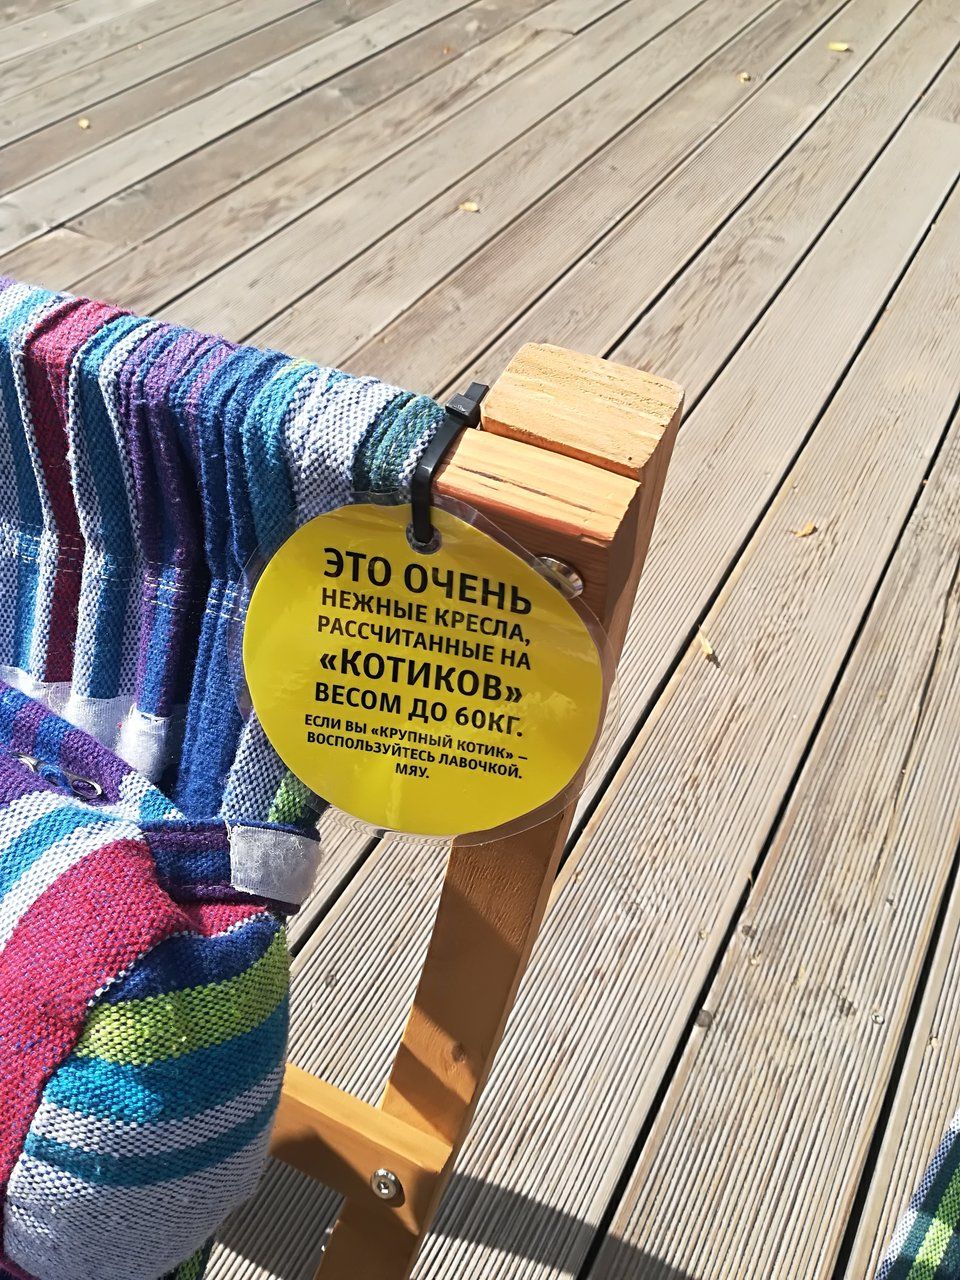 ЭТО ОЧЕНЬ
НЕЖНЫЕ КРЕСЛА,
РАССЧИТАННЫЕ НА
«КОТИКОВ»
ВЕСОМ ДО 60КГ.
ЕСЛИ ВЫ «КРУПНЫЙ КОТИК» –
ВОСПОЛЬЗУЙТЕСЬ ЛАВОЧКОЙ.
МЯУ.